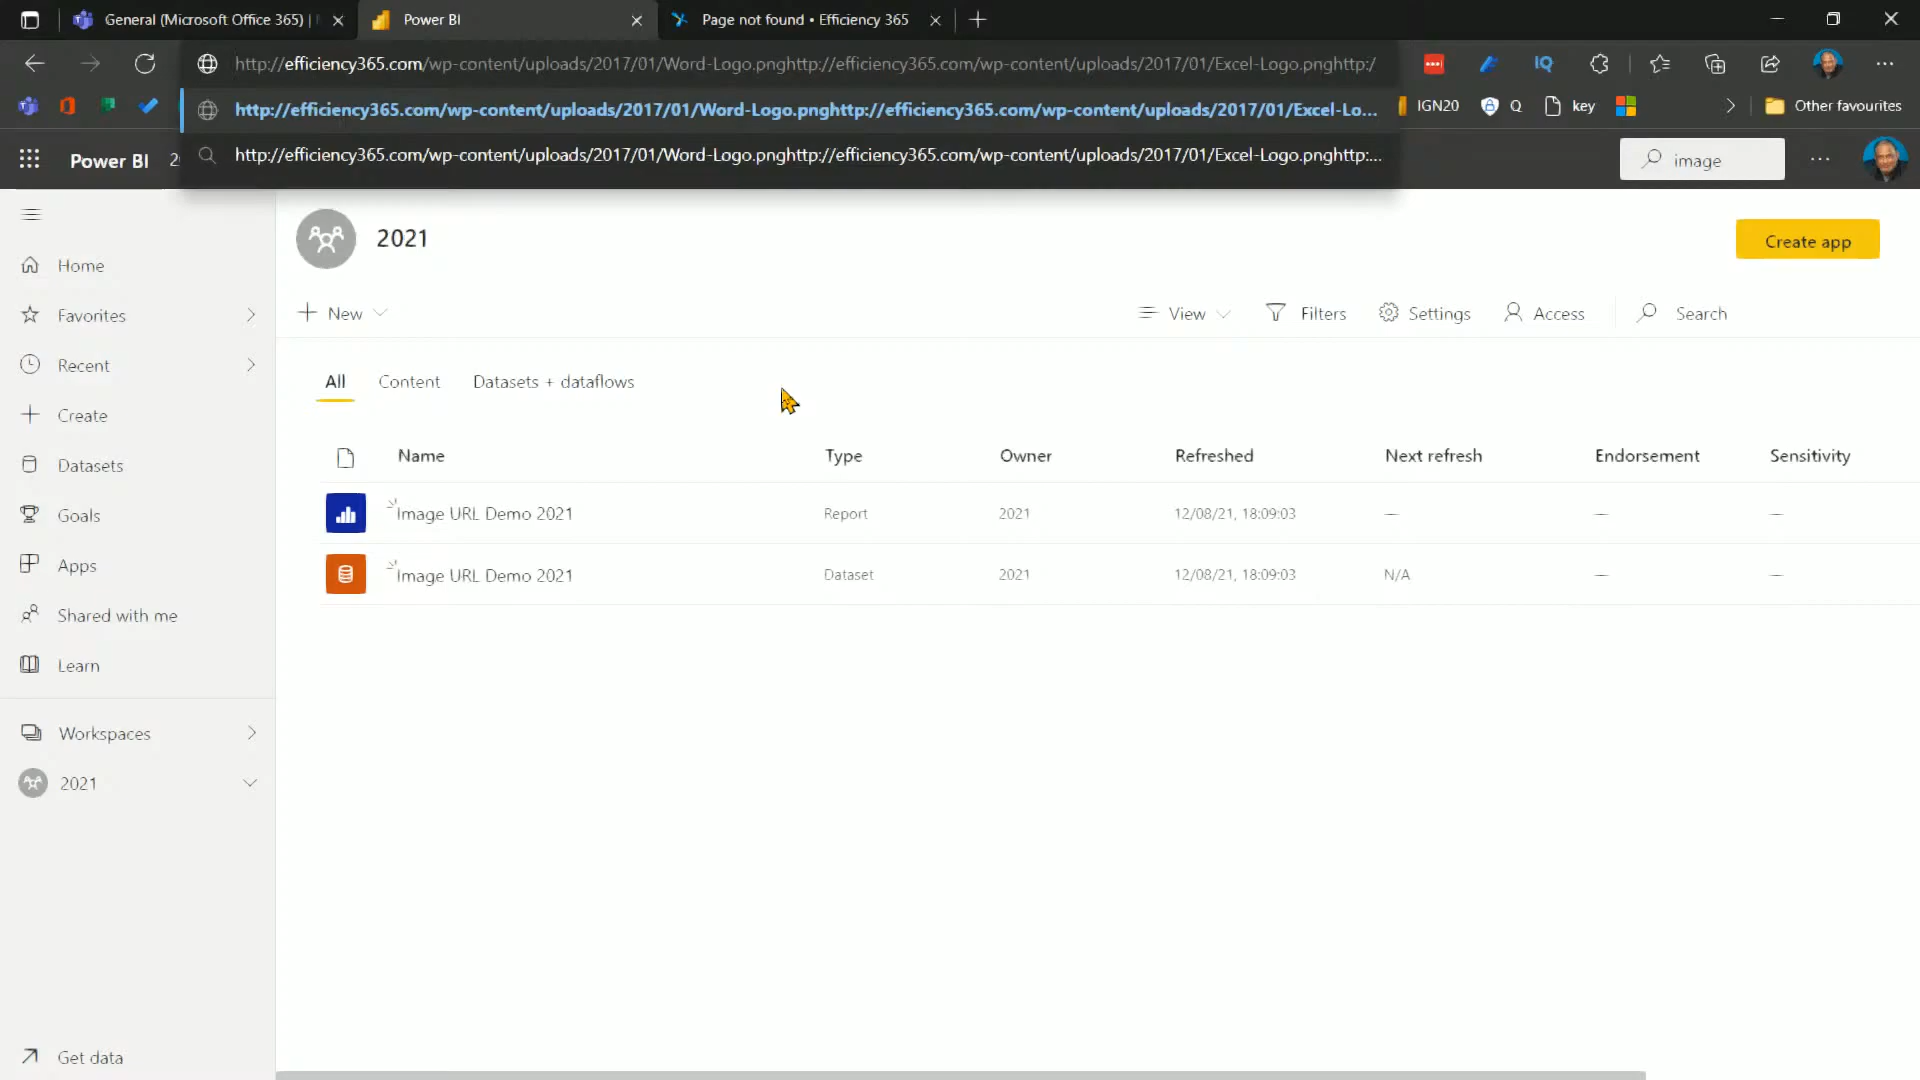 General (Microsoft Office 365) |
Power BI
Page not found • Efficiency 365
http://efficiency365.com/wp-content/uploads/2017/01/Word-Logo.pnghttp://efficiency365.com/wp-content/uploads/2017/01/Excel-Logo.pnghttp:/
http://efficiency365.com/wp-content/uploads/2017/01/Word-Logo.pnghttp://efficiency365.com/wp-content/uploads/2017/01/Excel-Lo...
IGN20
Q
key
Other favourites
http://efficiency365.com/wp-content/uploads/2017/01/Word-Logo.pnghttp://efficiency365.com/wp-content/uploads/2017/01/Excel-Logo.pnghttp:...
Power BI
image
2021
Create app
New
View
Filters
Settings
Access
Search
Home
Favorites
Recent
Create
Datasets
Goals
Apps
Shared with me
Learn
Workspaces
2021
Get data
All
Content
Datasets + dataflows
Name Type Owner Refreshed Next refresh Endorsement Sensitivity
Image URL Demo 2021 Report 2021 12/08/21, 18:09:03 — — —
Image URL Demo 2021 Dataset 2021 12/08/21, 18:09:03 N/A — —